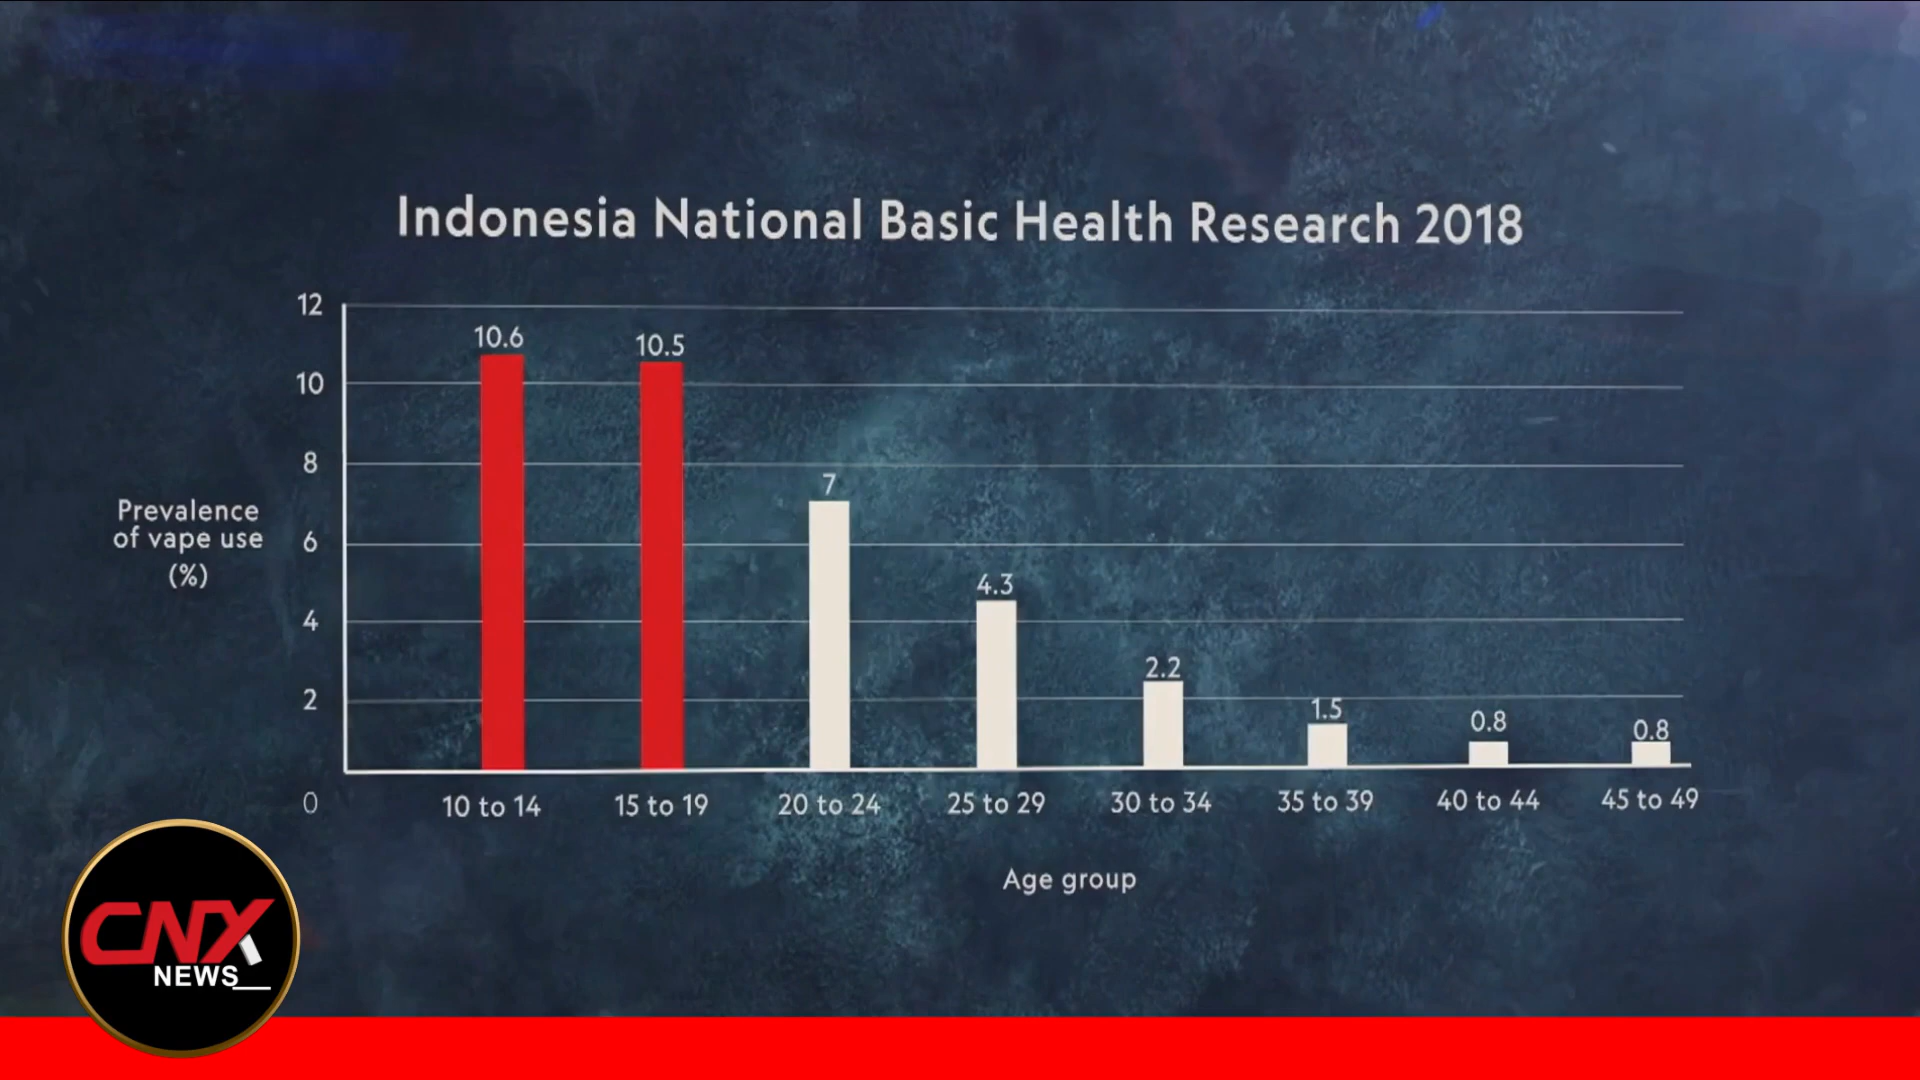 Indonesia National Basic Health Research 2018
12
10
8
6
4
2
0
Prevalence
of vape use
(%)
10.6
10.5
7
4.3
2.2
1.5
0.8
0.8
10 to 14
15 to 19
20 to 24
25 to 29
30 to 34
35 to 39
40 to 44
45 to 49
Age group
CNX
NEWS